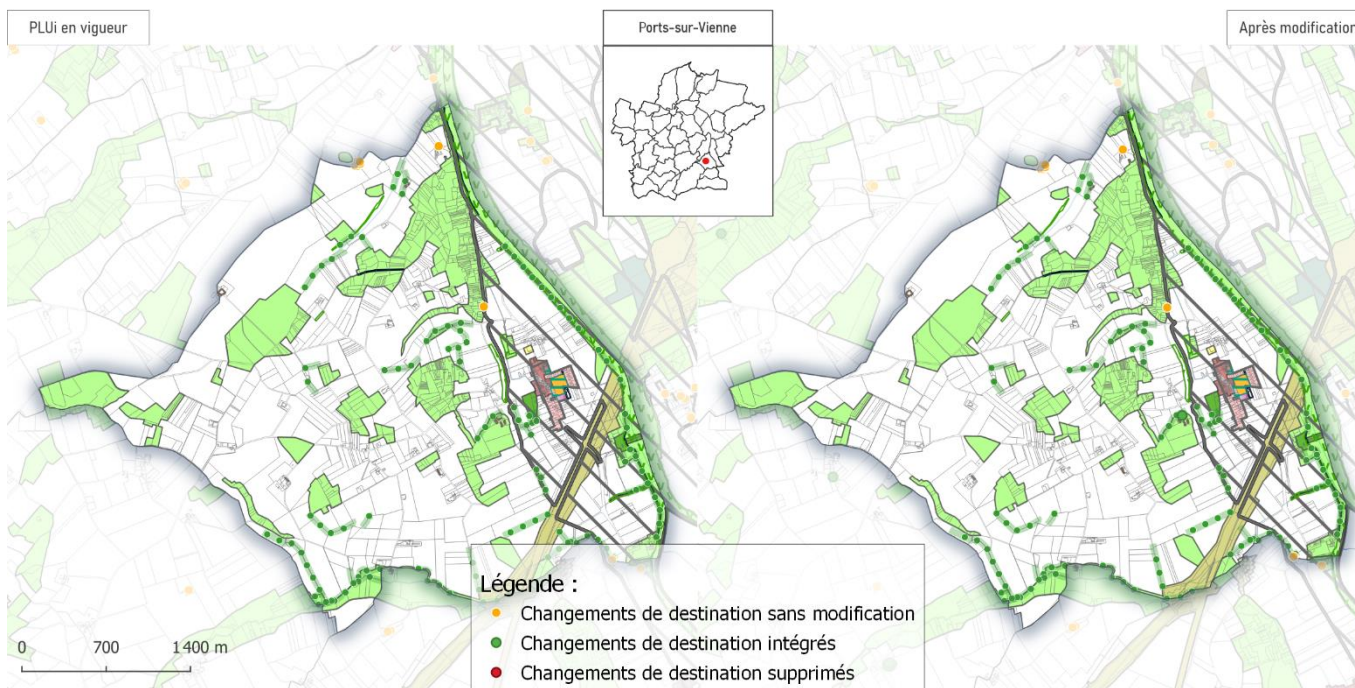 PLUi en vigueur
Ports-sur-Vienne
Après modification
Légende :
Changements de destination sans modification
Changements de destination intégrés
Changements de destination supprimés
0 700 1400 m